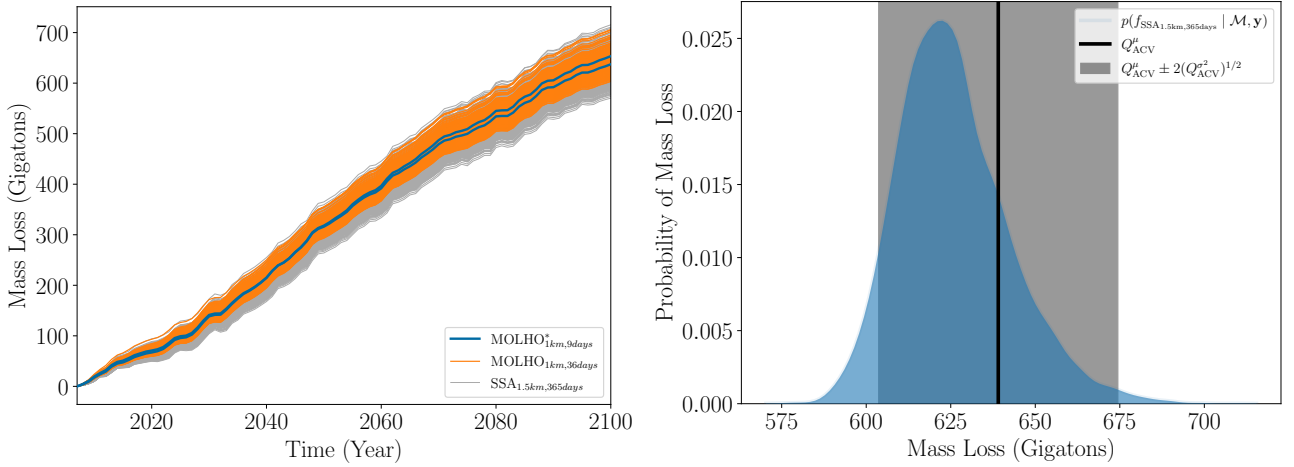 700
600
500
400
300
200
100
0
Mass Loss (Gigatons)
2020 2040 2060 2080 2100
Time (Year)
MOLHO*1km,9days
MOLHO1km,36days
SSA1.5km,365days
0.025
0.020
0.015
0.010
0.005
0.000
Probability of Mass Loss
575 600 625 650 675 700
Mass Loss (Gigatons)
p(fSSA1.5km,365days | ℳ, y)
QμACV
QμACV ± 2(Qσ2ACV)1/2